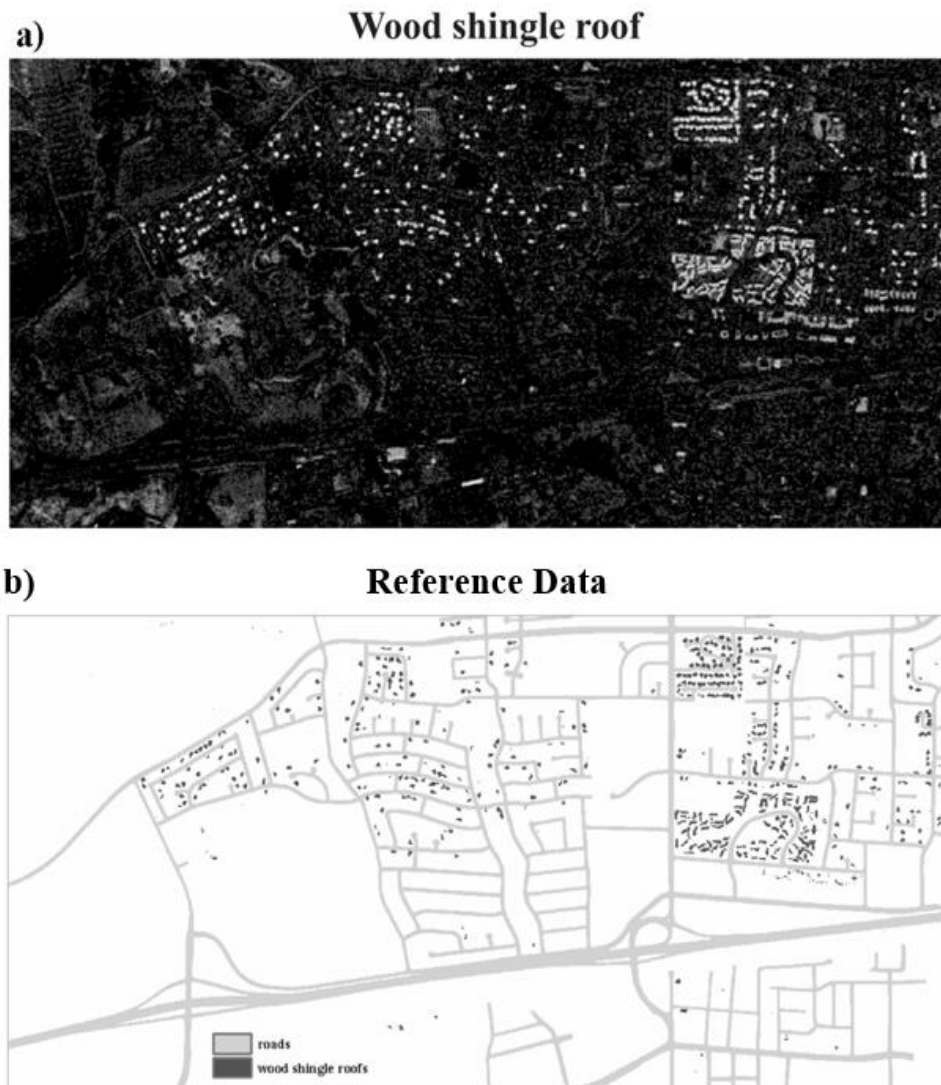 a)
Wood shingle roof
b)
Reference Data
roads
wood shingle roofs